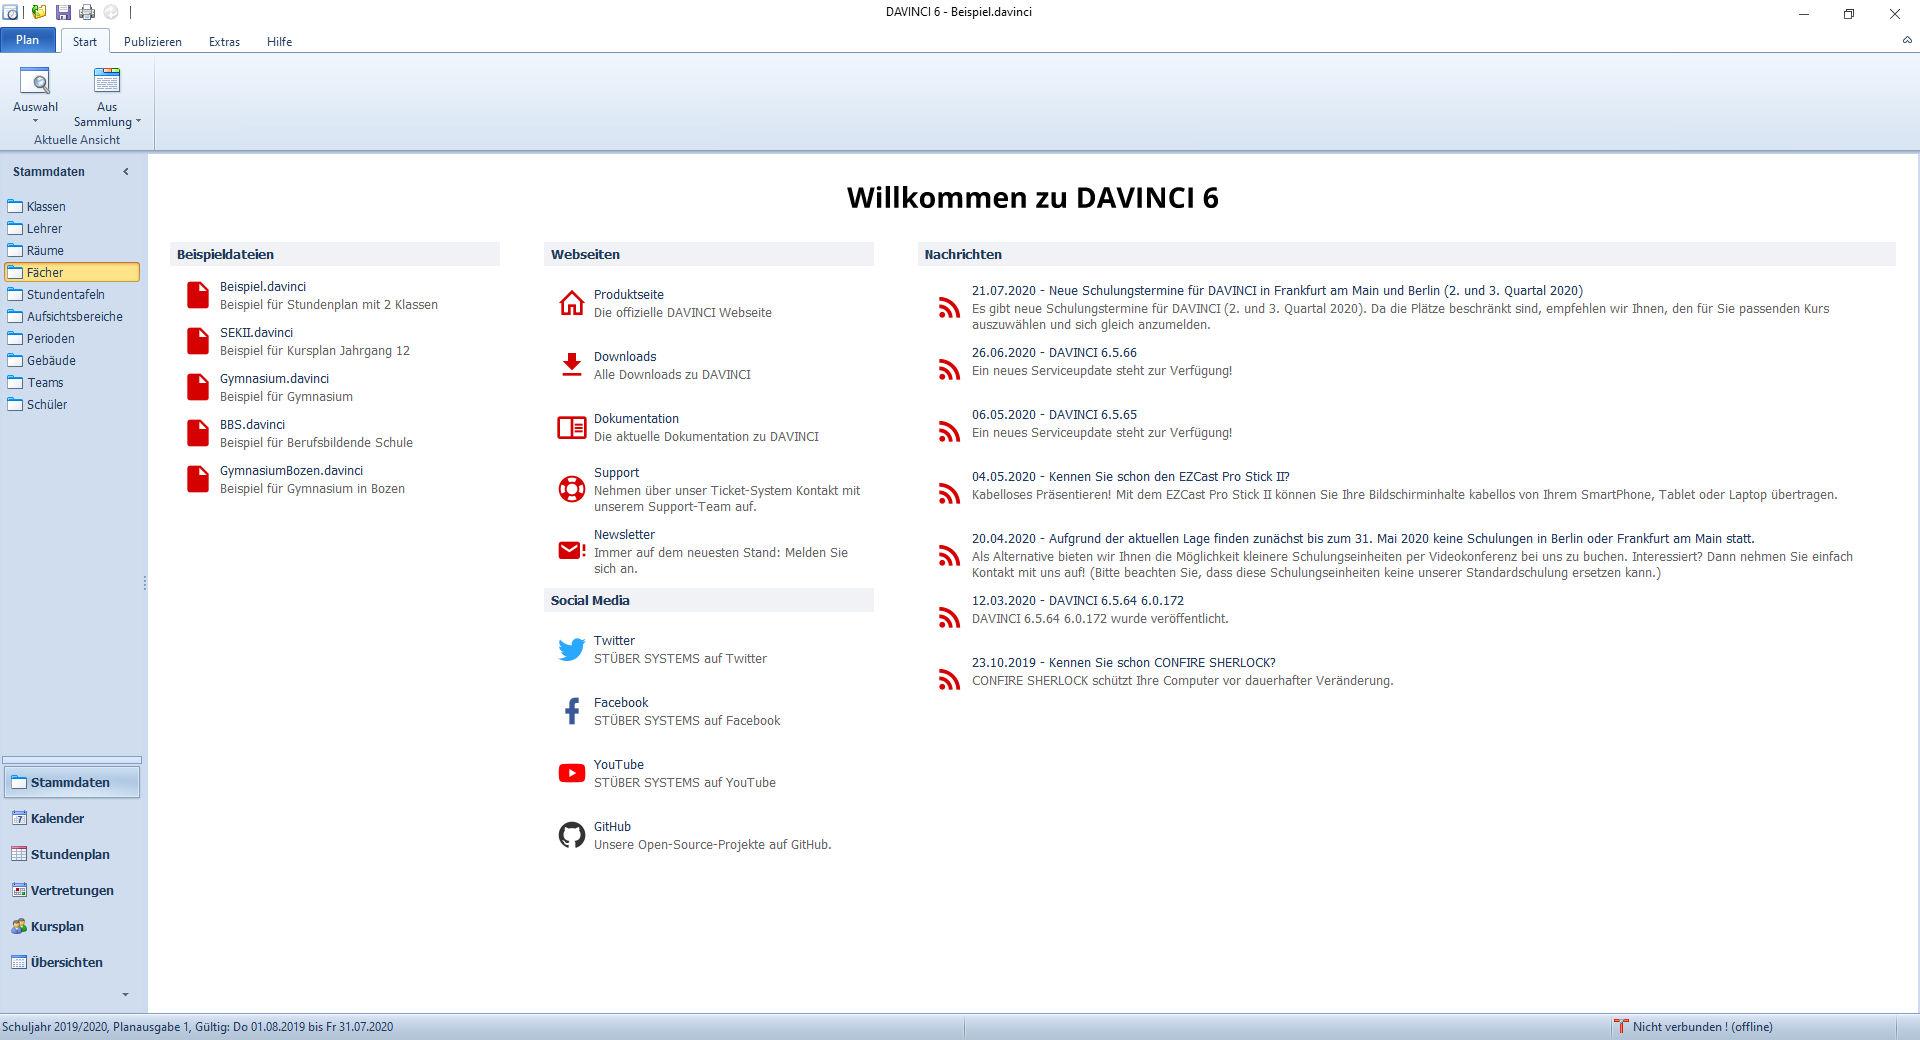 DAVINCI 6 - Beispiel.davinci
Plan
Start
Publizieren
Extras
Hilfe
Auswahl
Aus
Sammlung
Aktuelle Ansicht
Stammdaten
Klassen
Lehrer
Räume
Fächer
Stundentafeln
Aufsichtsbereiche
Perioden
Gebäude
Teams
Schüler
Stammdaten
7
Kalender
Stundenplan
Vertretungen
Kursplan
Übersichten
Willkommen zu DAVINCI 6
Beispieldateien
Beispiel.davinci
Beispiel für Stundenplan mit 2 Klassen
SEKII.davinci
Beispiel für Kursplan Jahrgang 12
Gymnasium.davinci
Beispiel für Gymnasium
BBS.davinci
Beispiel für Berufsbildende Schule
GymnasiumBozen.davinci
Beispiel für Gymnasium in Bozen
Webseiten
Produktseite
Die offizielle DAVINCI Webseite
Downloads
Alle Downloads zu DAVINCI
Dokumentation
Die aktuelle Dokumentation zu DAVINCI
Support
Nehmen über unser Ticket-System Kontakt mit
unserem Support-Team auf.
Newsletter
Immer auf dem neuesten Stand: Melden Sie
sich an.
Social Media
Twitter
STÜBER SYSTEMS auf Twitter
Facebook
STÜBER SYSTEMS auf Facebook
YouTube
STÜBER SYSTEMS auf YouTube
GitHub
Unsere Open-Source-Projekte auf GitHub.
Nachrichten
21.07.2020 - Neue Schulungstermine für DAVINCI in Frankfurt am Main und Berlin (2. und 3. Quartal 2020)
Es gibt neue Schulungstermine für DAVINCI (2. und 3. Quartal 2020). Da die Plätze beschränkt sind, empfehlen wir Ihnen, den für Sie passenden Kurs
auszuwählen und sich gleich anzumelden.
26.06.2020 - DAVINCI 6.5.66
Ein neues Serviceupdate steht zur Verfügung!
06.05.2020 - DAVINCI 6.5.65
Ein neues Serviceupdate steht zur Verfügung!
04.05.2020 - Kennen Sie schon den EZCast Pro Stick II?
Kabelloses Präsentieren! Mit dem EZCast Pro Stick II können Sie Ihre Bildschirminhalte kabellos von Ihrem SmartPhone, Tablet oder Laptop übertragen.
20.04.2020 - Aufgrund der aktuellen Lage finden zunächst bis zum 31. Mai 2020 keine Schulungen in Berlin oder Frankfurt am Main statt.
Als Alternative bieten wir Ihnen die Möglichkeit kleinere Schulungseinheiten per Videokonferenz bei uns zu buchen. Interessiert? Dann nehmen Sie einfach
Kontakt mit uns auf! (Bitte beachten Sie, dass diese Schulungseinheiten keine unserer Standardschulung ersetzen kann.)
12.03.2020 - DAVINCI 6.5.64 6.0.172
DAVINCI 6.5.64 6.0.172 wurde veröffentlicht.
23.10.2019 - Kennen Sie schon CONFIRE SHERLOCK?
CONFIRE SHERLOCK schützt Ihre Computer vor dauerhafter Veränderung.
Schuljahr 2019/2020, Planausgabe 1, Gültig: Do 01.08.2019 bis Fr 31.07.2020
Nicht verbunden ! (offline)